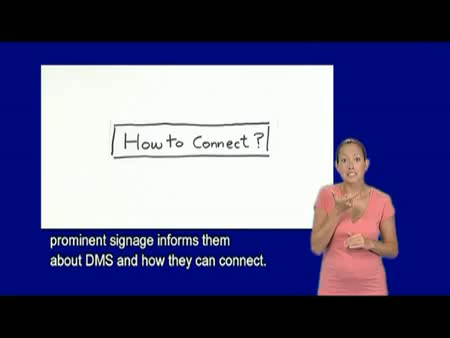 How to Connect?
prominent signage informs them
about DMS and how they can connect.